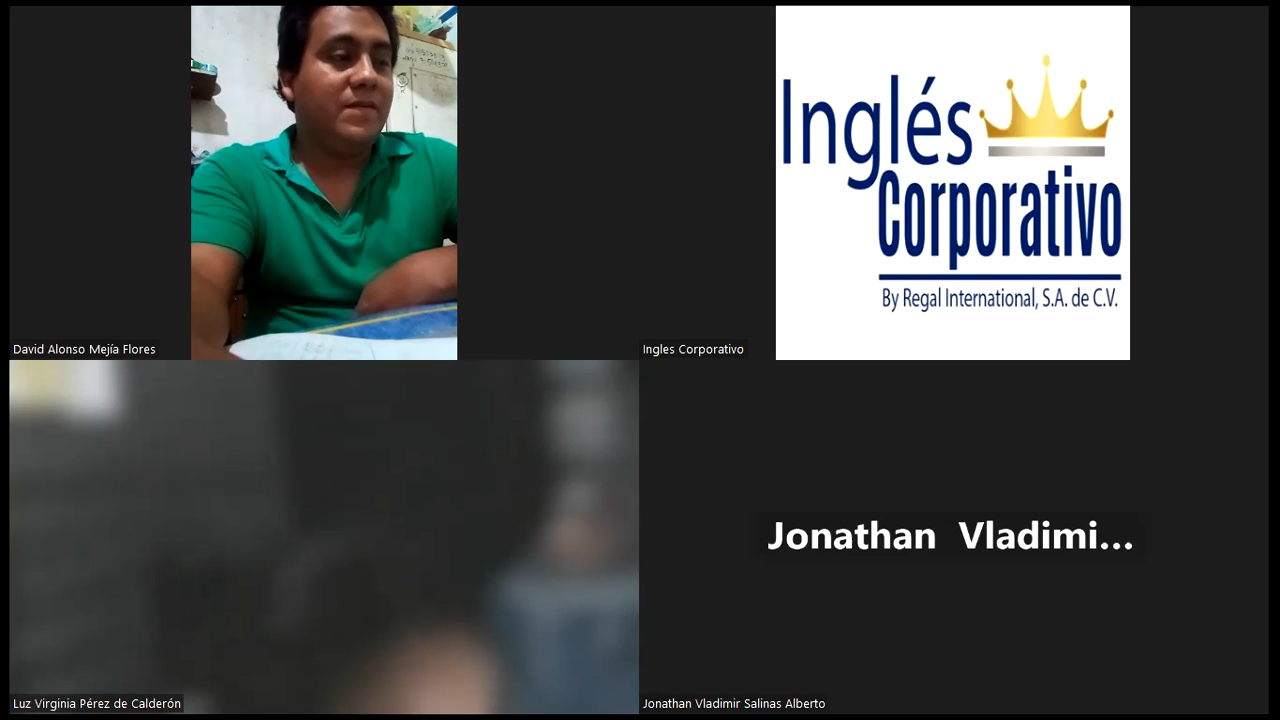 David Alonso Mejía Flores
Inglés
Corporativo
By Regal International, S.A. de C.V.
Ingles Corporativo
Luz Virginia Pérez de Calderón
Jonathan Vladimi...
Jonathan Vladimir Salinas Alberto